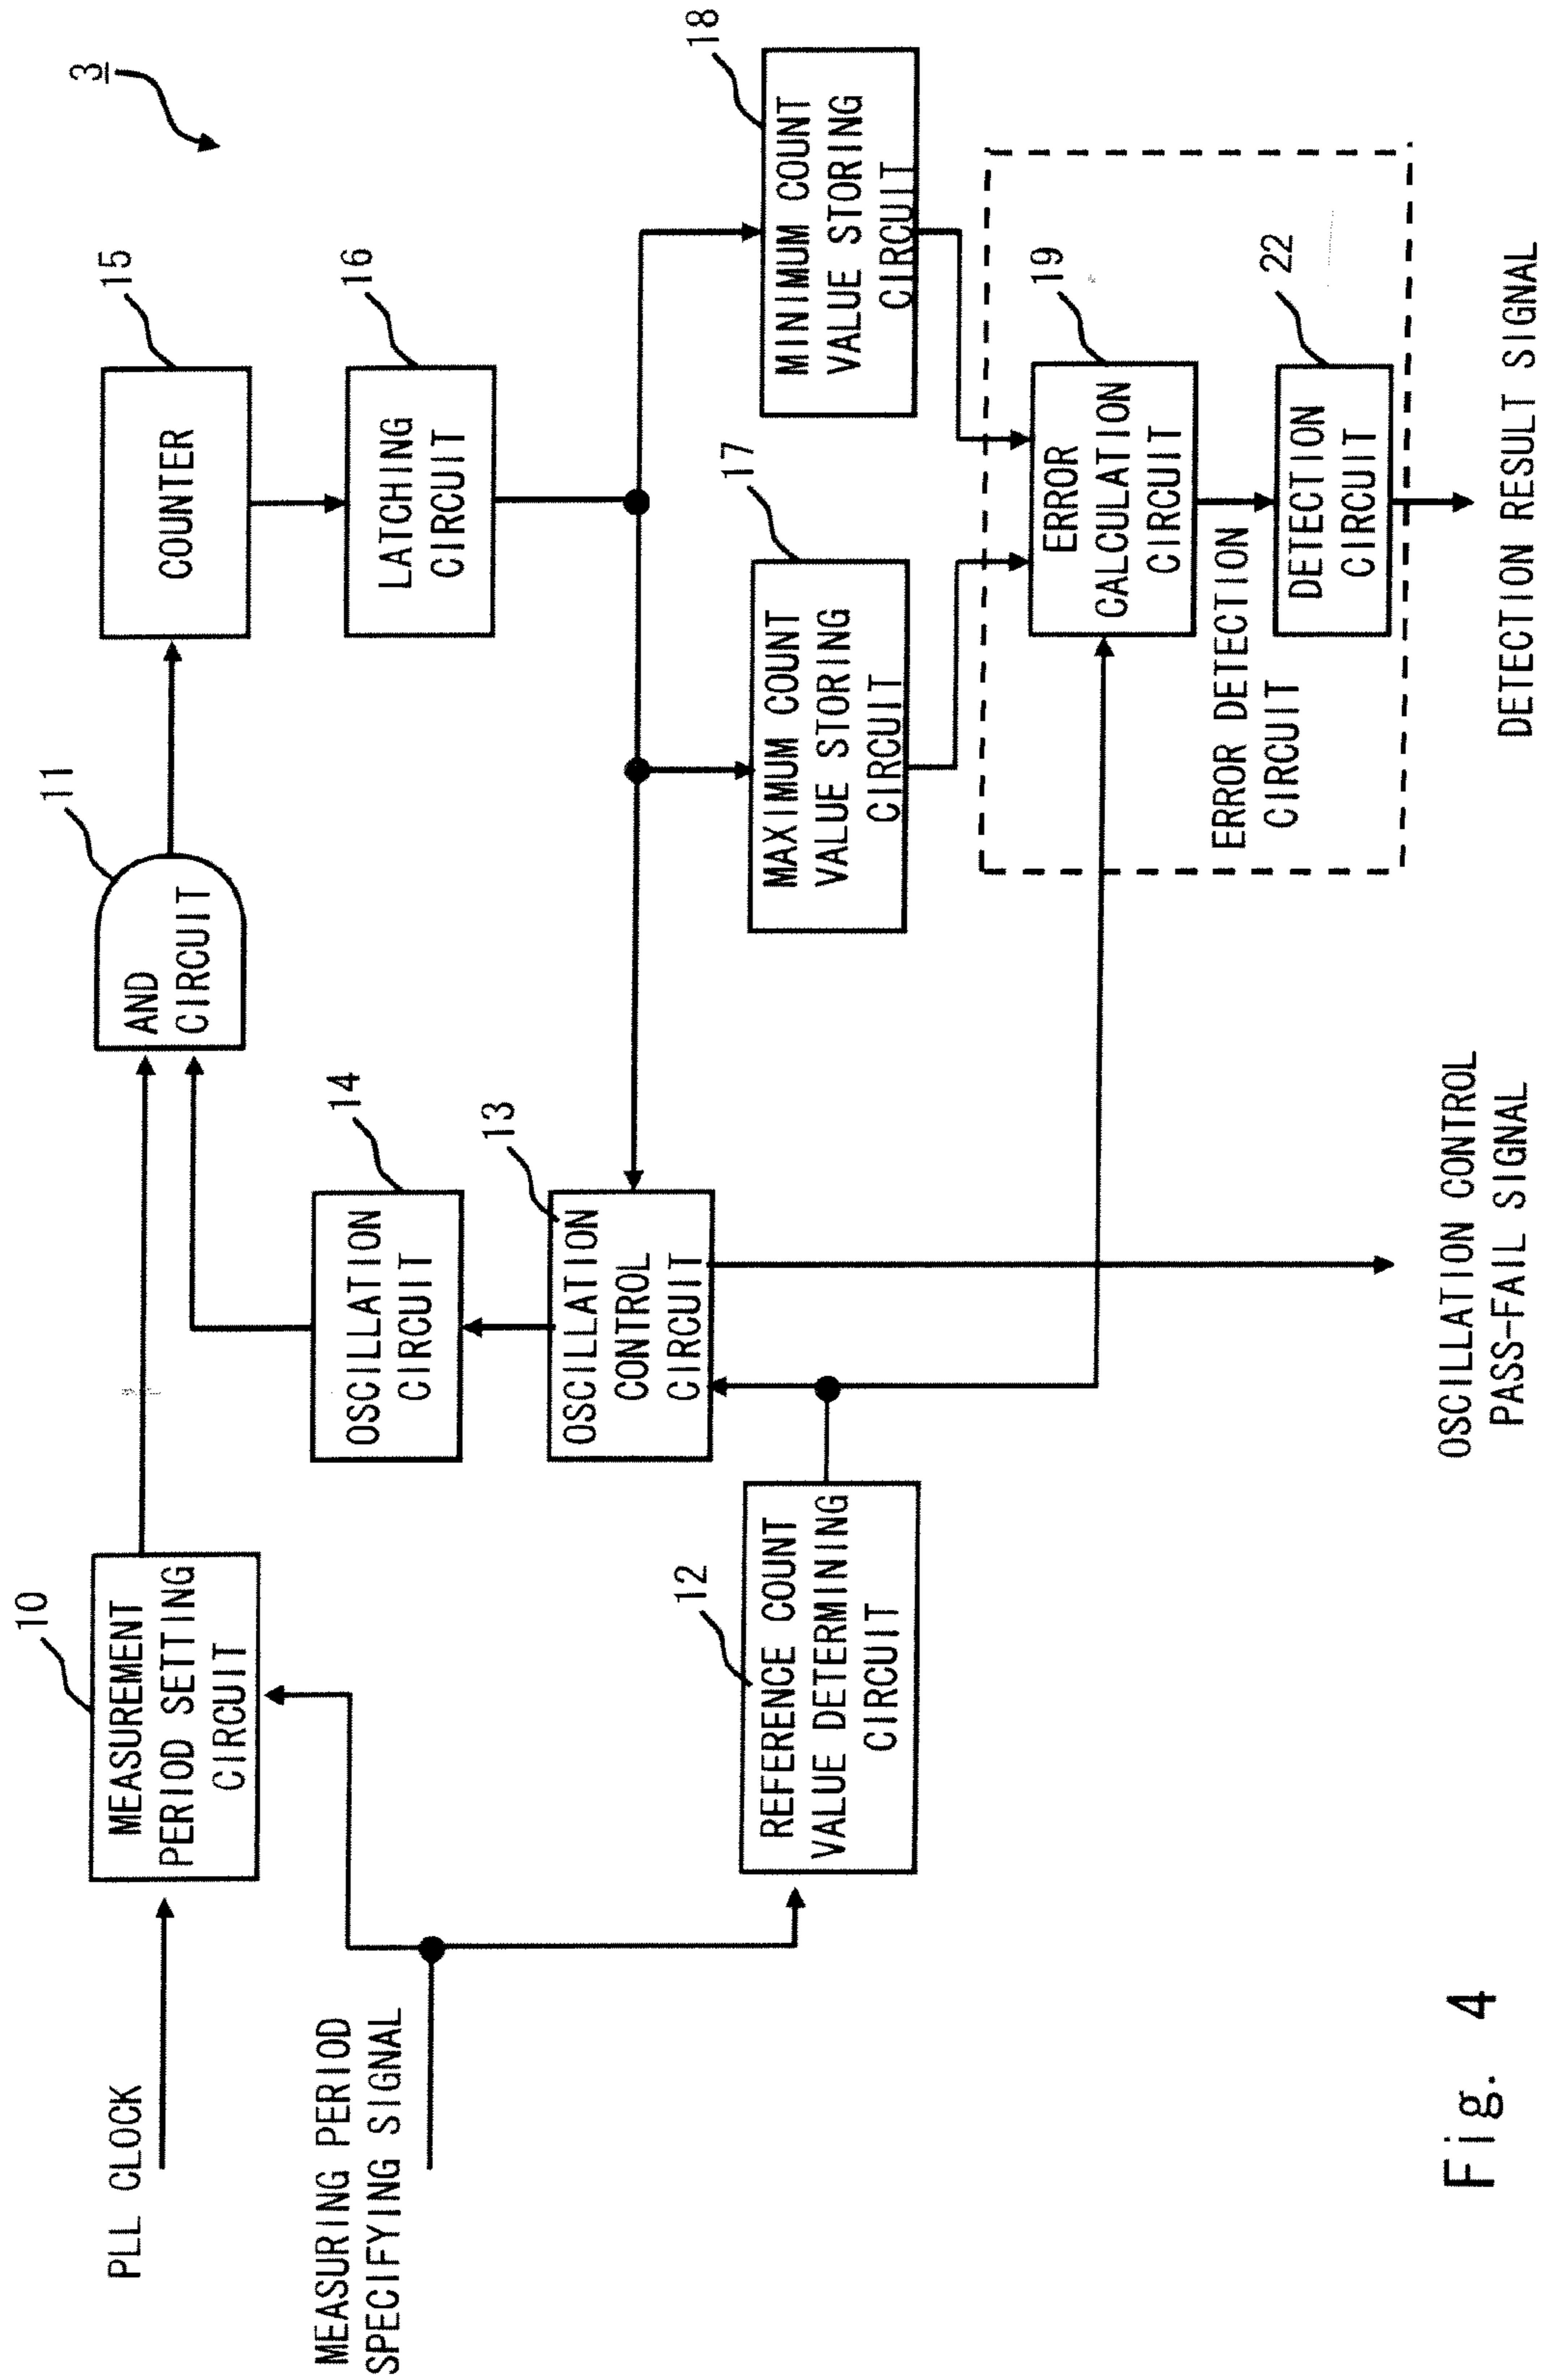 3
PLL CLOCK
10
MEASUREMENT
PERIOD SETTING
CIRCUIT
11
AND
CIRCUIT
15
COUNTER
MEASURING PERIOD
SPECIFYING SIGNAL
14
OSCILLATION
CIRCUIT
16
LATCHING
CIRCUIT
13
OSCILLATION
CONTROL
CIRCUIT
12
REFERENCE COUNT
VALUE DETERMINING
CIRCUIT
17
MAXIMUM COUNT
VALUE STORING
CIRCUIT
18
MINIMUM COUNT
VALUE STORING
CIRCUIT
19
ERROR
CALCULATION
CIRCUIT
ERROR DETECTION
CIRCUIT
22
DETECTION
CIRCUIT
OSCILLATION CONTROL
PASS-FAIL SIGNAL
DETECTION RESULT SIGNAL
Fig. 4